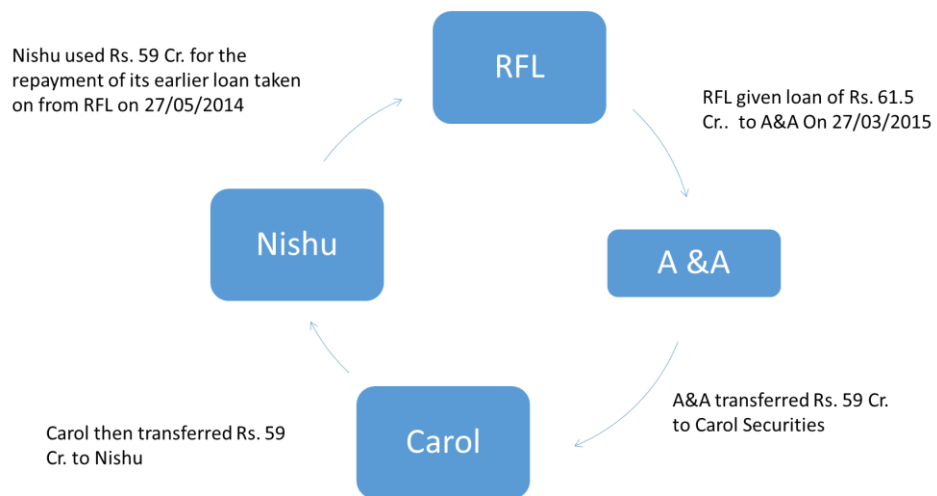 RFL
RFL given loan of Rs. 61.5
Cr.. to A&A On 27/03/2015
A &A
A&A transferred Rs. 59 Cr.
to Carol Securities
Carol
Carol then transferred Rs. 59
Cr. to Nishu
Nishu
Nishu used Rs. 59 Cr. for the
repayment of its earlier loan taken
on from RFL on 27/05/2014